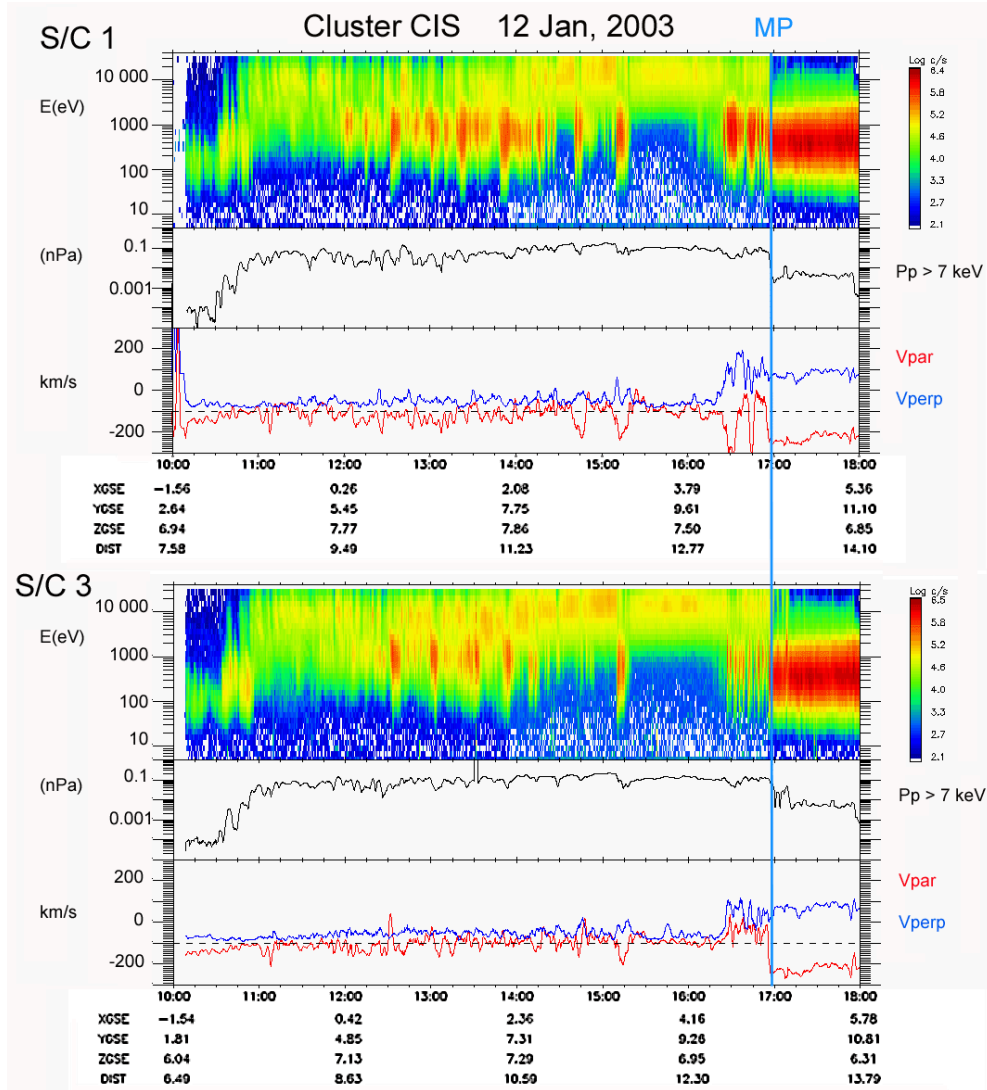 Cluster CIS 12 Jan, 2003 MP
S/C 1
Log c/s
10 000
E(eV)
1000
100
10
6.4
5.8
5.2
4.6
4.0
3.3
2.7
2.1
(nPa)
0.1
0.001
Pp > 7 keV
km/s
200
0
-200
Vpar
Vperp
10:00 11:00 12:00 13:00 14:00 15:00 16:00 17:00 18:00
XGSE −1.56 0.26 2.08 3.79 5.36
YGSE 2.64 5.45 7.75 9.61 11.10
ZGSE 6.94 7.77 7.86 7.50 6.85
DIST 7.58 9.49 11.23 12.77 14.10
S/C 3
Log c/s
10 000
E(eV)
1000
100
10
6.5
5.8
5.2
4.6
4.0
3.3
2.7
2.1
(nPa)
0.1
0.001
Pp > 7 keV
km/s
200
0
-200
Vpar
Vperp
10:00 11:00 12:00 13:00 14:00 15:00 16:00 17:00 18:00
XGSE −1.54 0.42 2.36 4.16 5.78
YGSE 1.81 4.85 7.31 9.26 10.81
ZGSE 6.04 7.13 7.29 6.95 6.31
DIST 6.49 8.63 10.59 12.30 13.79